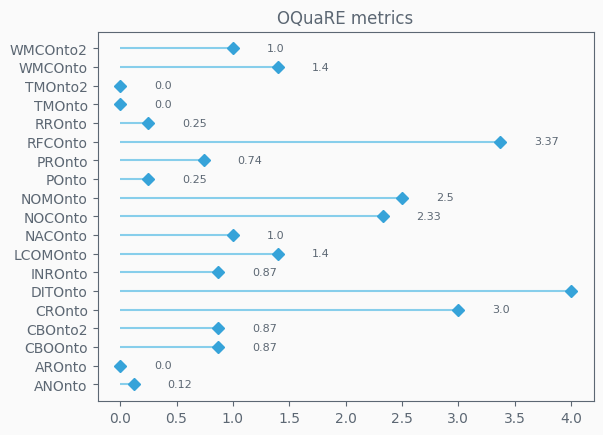 OQuaRE metrics
WMCOnto2 1.0
WMCOnto 1.4
TMOnto2 0.0
TMOnto 0.0
RROnto 0.25
RFCOnto 3.37
PROnto 0.74
POnto 0.25
NOMOnto 2.5
NOCOnto 2.33
NACOnto 1.0
LCOMOnto 1.4
INROnto 0.87
DITOnto
CROnto 3.0
CBOnto2 0.87
CBOOnto 0.87
AROnto 0.0
ANOnto 0.12
0.0 0.5 1.0 1.5 2.0 2.5 3.0 3.5 4.0